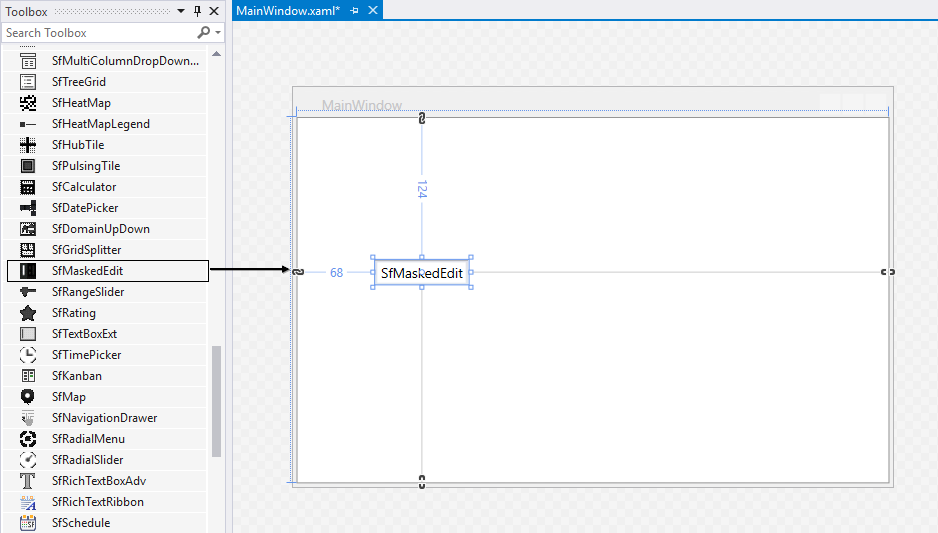 Toolbox
Search Toolbox
SfMultiColumnDropDown...
SfTreeGrid
SfHeatMap
SfHeatMapLegend
SfHubTile
SfPulsingTile
SfCalculator
SfDatePicker
SfDomainUpDown
SfGridSplitter
SfMaskedEdit
SfRangeSlider
SfRating
SfTextBoxExt
SfTimePicker
SfKanban
SfMap
SfNavigationDrawer
SfRadialMenu
SfRadialSlider
SfRichTextBoxAdv
SfRichTextRibbon
SfSchedule
MainWindow.xaml*
MainWindow
124
68
SfMaskedEdit